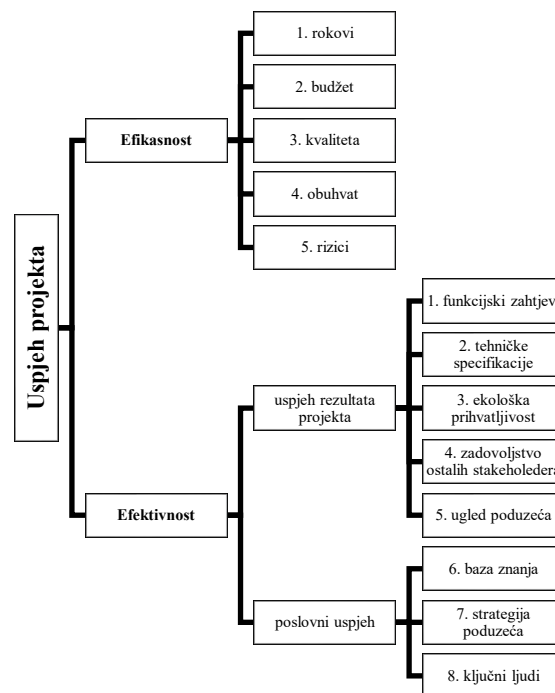 Uspjeh projekta
Efikasnost
1. rokovi
2. budžet
3. kvaliteta
4. obuhvat
5. rizici
Efektivnost
uspjeh rezultata
projekta
1. funkcijski zahtjev
2. tehničke
specifikacije
3. ekološka
prihvatljivost
4. zadovoljstvo
ostalih stakeholedera
5. ugled poduzeća
poslovni uspjeh
6. baza znanja
7. strategija
poduzeća
8. ključni ljudi